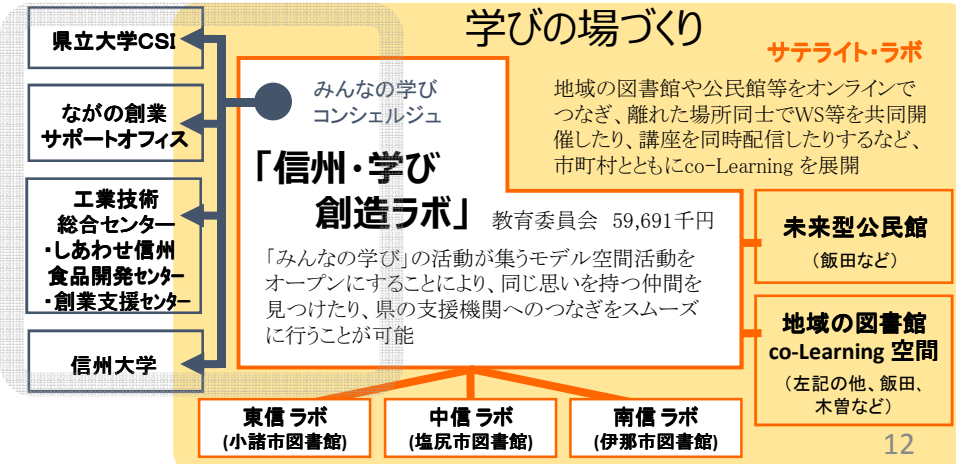 学びの場づくり
県立大学CSI
ながの創業
サポートオフィス
工業技術
総合センター
・しあわせ信州
食品開発センター
・創業支援センター
信州大学
みんなの学び
コンシェルジュ
「信州・学び
創造ラボ」 教育委員会 59,691千円
「みんなの学び」の活動が集うモデル空間活動を
オープンにすることにより、同じ思いを持つ仲間を
見つけたり、県の支援機関へのつなぎをスムーズ
に行うことが可能
サテライト・ラボ
地域の図書館や公民館等をオンラインで
つなぎ、離れた場所同士でWS等を共同開
催したり、講座を同時配信したりするなど、
市町村とともにco-Learning を展開
未来型公民館
（飯田など）
地域の図書館
co-Learning 空間
（左記の他、飯田、
木曽など）
東信 ラボ
(小諸市図書館)
中信 ラボ
(塩尻市図書館)
南信 ラボ
(伊那市図書館)
12